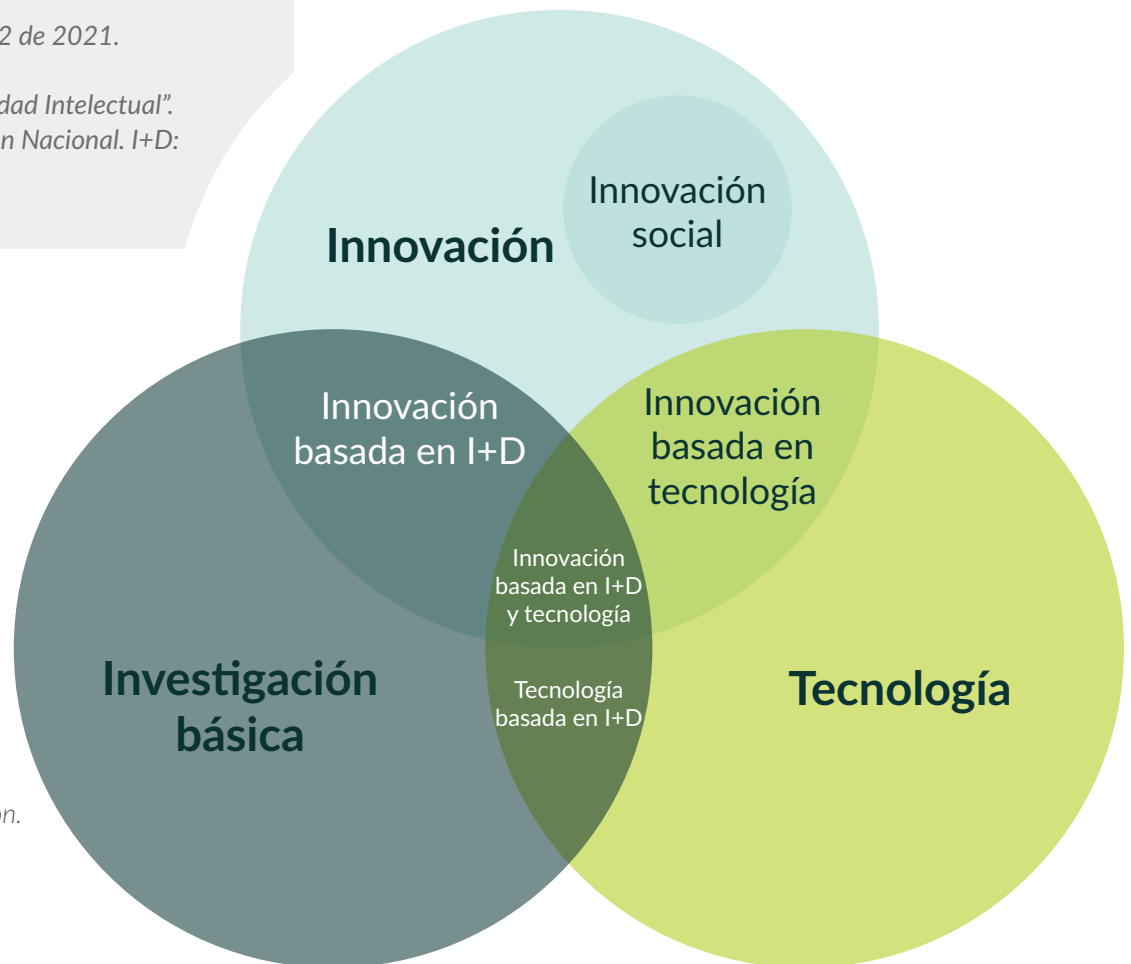 2 de 2021.
dad Intelectual”.
n Nacional. I+D:
Innovación
social
Innovación
Innovación
basada en I+D
Innovación
basada en
tecnología
Innovación
basada en I+D
y tecnología
Investigación
básica
Tecnología
basada en I+D
Tecnología
on.